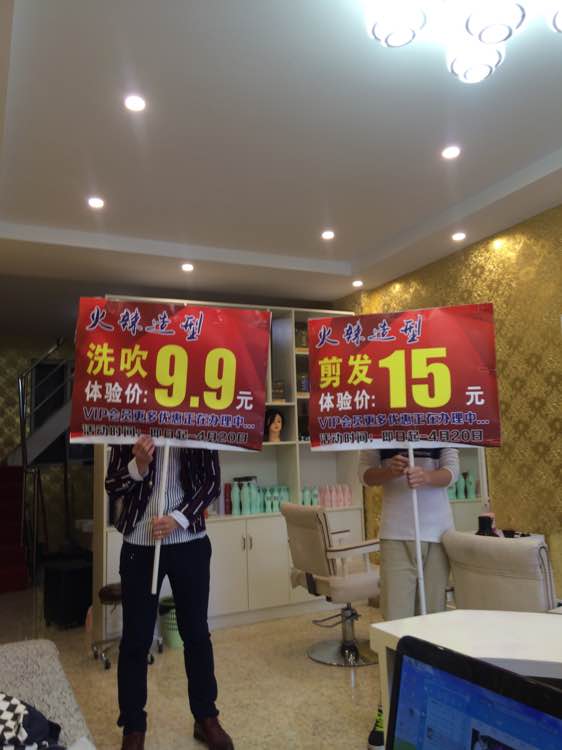 火辣造型
洗吹 9.9元
体验价:
VIP会员更多优惠正在办理中...
活动时间:即日起-4月20日
火辣造型
剪发 15元
体验价:
VIP会员更多优惠正在办理中...
活动时间:即日起-4月20日